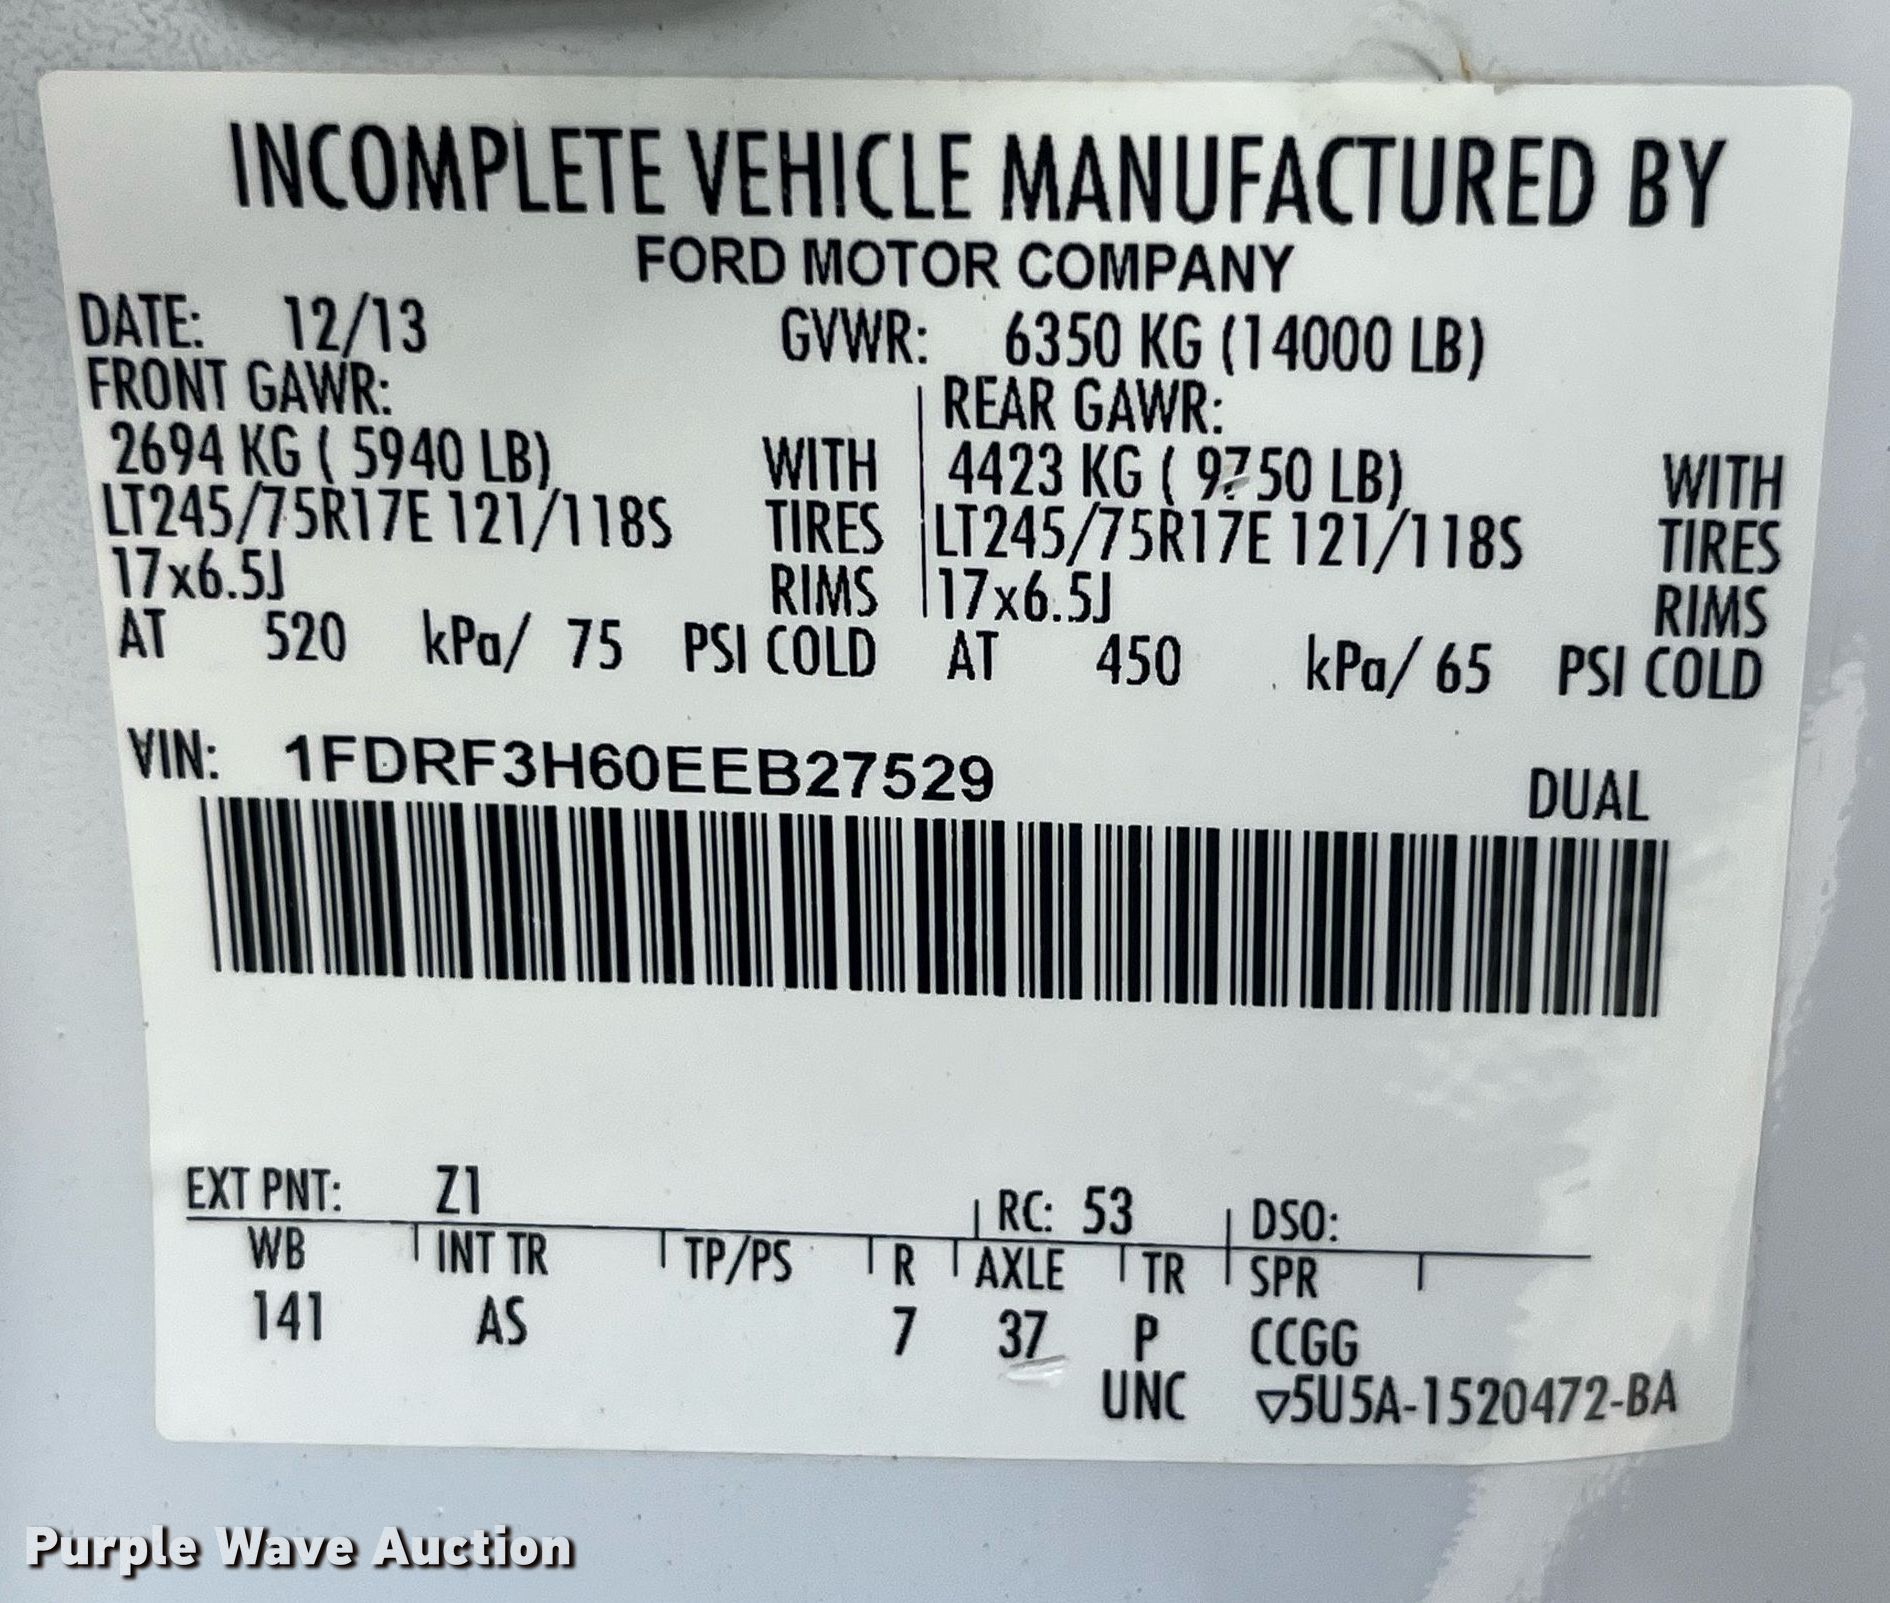 INCOMPLETE VEHICLE MANUFACTURED BY
FORD MOTOR COMPANY
DATE: 12/13 GVWR: 6350 KG (14000 LB)
FRONT GAWR: REAR GAWR:
2694 KG ( 5940 LB) WITH 4423 KG ( 9750 LB) WITH
LT245/75R17E 121/118S TIRES LT245/75R17E 121/118S TIRES
17x6.5J RIMS 17x6.5J RIMS
AT 520 kPa/ 75 PSI COLD AT 450 kPa/ 65 PSI COLD
VIN: 1FDRF3H60EEB27529 DUAL
EXT PNT: Z1 RC: 53 DSO:
WB INT TR TP/PS R AXLE TR SPR
141 AS 7 37 P CCGG
UNC ▽5U5A-1520472-BA
Purple Wave Auction